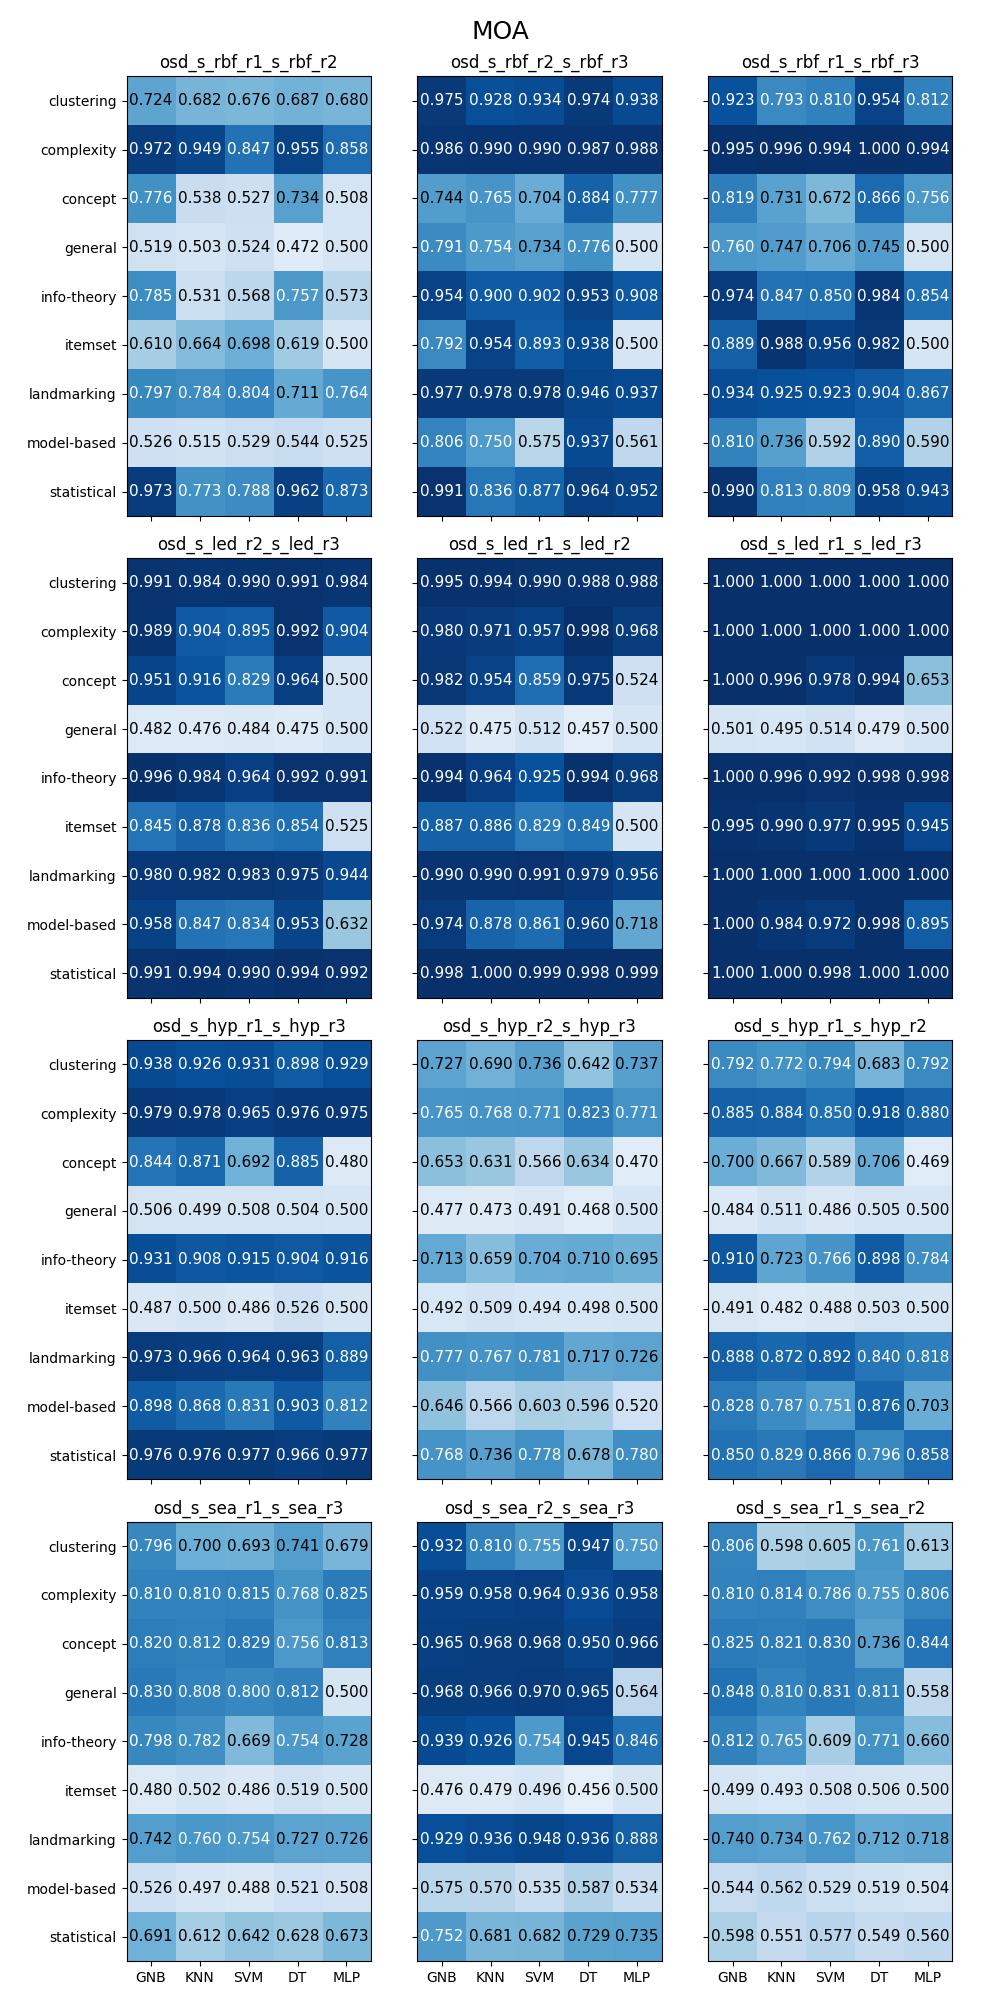 MOA
osd_s_rbf_r1_s_rbf_r2 osd_s_rbf_r2_s_rbf_r3 osd_s_rbf_r1_s_rbf_r3
clustering 0.724 0.682 0.676 0.687 0.680 0.975 0.928 0.934 0.974 0.938 0.923 0.793 0.810 0.954 0.812
complexity 0.972 0.949 0.847 0.955 0.858 0.986 0.990 0.990 0.987 0.988 0.995 0.996 0.994 1.000 0.994
concept 0.776 0.538 0.527 0.734 0.508 0.744 0.765 0.704 0.884 0.777 0.819 0.731 0.672 0.866 0.756
general 0.519 0.503 0.524 0.472 0.500 0.791 0.754 0.734 0.776 0.500 0.760 0.747 0.706 0.745 0.500
info-theory 0.785 0.531 0.568 0.757 0.573 0.954 0.900 0.902 0.953 0.908 0.974 0.847 0.850 0.984 0.854
itemset 0.610 0.664 0.698 0.619 0.500 0.792 0.954 0.893 0.938 0.500 0.889 0.988 0.956 0.982 0.500
landmarking 0.797 0.784 0.804 0.711 0.764 0.977 0.978 0.978 0.946 0.937 0.934 0.925 0.923 0.904 0.867
model-based 0.526 0.515 0.529 0.544 0.525 0.806 0.750 0.575 0.937 0.561 0.810 0.736 0.592 0.890 0.590
statistical 0.973 0.773 0.788 0.962 0.873 0.991 0.836 0.877 0.964 0.952 0.990 0.813 0.809 0.958 0.943
osd_s_led_r2_s_led_r3 osd_s_led_r1_s_led_r2 osd_s_led_r1_s_led_r3
clustering 0.991 0.984 0.990 0.991 0.984 0.995 0.994 0.990 0.988 0.988 1.000 1.000 1.000 1.000 1.000
complexity 0.989 0.904 0.895 0.992 0.904 0.980 0.971 0.957 0.998 0.968 1.000 1.000 1.000 1.000 1.000
concept 0.951 0.916 0.829 0.964 0.500 0.982 0.954 0.859 0.975 0.524 1.000 0.996 0.978 0.994 0.653
general 0.482 0.476 0.484 0.475 0.500 0.522 0.475 0.512 0.457 0.500 0.501 0.495 0.514 0.479 0.500
info-theory 0.996 0.984 0.964 0.992 0.991 0.994 0.964 0.925 0.994 0.968 1.000 0.996 0.992 0.998 0.998
itemset 0.845 0.878 0.836 0.854 0.525 0.887 0.886 0.829 0.849 0.500 0.995 0.990 0.977 0.995 0.945
landmarking 0.980 0.982 0.983 0.975 0.944 0.990 0.990 0.991 0.979 0.956 1.000 1.000 1.000 1.000 1.000
model-based 0.958 0.847 0.834 0.953 0.632 0.974 0.878 0.861 0.960 0.718 1.000 0.984 0.972 0.998 0.895
statistical 0.991 0.994 0.990 0.994 0.992 0.998 1.000 0.999 0.998 0.999 1.000 1.000 0.998 1.000 1.000
osd_s_hyp_r1_s_hyp_r3 osd_s_hyp_r2_s_hyp_r3 osd_s_hyp_r1_s_hyp_r2
clustering 0.938 0.926 0.931 0.898 0.929 0.727 0.690 0.736 0.642 0.737 0.792 0.772 0.794 0.683 0.792
complexity 0.979 0.978 0.965 0.976 0.975 0.765 0.768 0.771 0.823 0.771 0.885 0.884 0.850 0.918 0.880
concept 0.844 0.871 0.692 0.885 0.480 0.653 0.631 0.566 0.634 0.470 0.700 0.667 0.589 0.706 0.469
general 0.506 0.499 0.508 0.504 0.500 0.477 0.473 0.491 0.468 0.500 0.484 0.511 0.486 0.505 0.500
info-theory 0.931 0.908 0.915 0.904 0.916 0.713 0.659 0.704 0.710 0.695 0.910 0.723 0.766 0.898 0.784
itemset 0.487 0.500 0.486 0.526 0.500 0.492 0.509 0.494 0.498 0.500 0.491 0.482 0.488 0.503 0.500
landmarking 0.973 0.966 0.964 0.963 0.889 0.777 0.767 0.781 0.717 0.726 0.888 0.872 0.892 0.840 0.818
model-based 0.898 0.868 0.831 0.903 0.812 0.646 0.566 0.603 0.596 0.520 0.828 0.787 0.751 0.876 0.703
statistical 0.976 0.976 0.977 0.966 0.977 0.768 0.736 0.778 0.678 0.780 0.850 0.829 0.866 0.796 0.858
osd_s_sea_r1_s_sea_r3 osd_s_sea_r2_s_sea_r3 osd_s_sea_r1_s_sea_r2
clustering 0.796 0.700 0.693 0.741 0.679 0.932 0.810 0.755 0.947 0.750 0.806 0.598 0.605 0.761 0.613
complexity 0.810 0.810 0.815 0.768 0.825 0.959 0.958 0.964 0.936 0.958 0.810 0.814 0.786 0.755 0.806
concept 0.820 0.812 0.829 0.756 0.813 0.965 0.968 0.968 0.950 0.966 0.825 0.821 0.830 0.736 0.844
general 0.830 0.808 0.800 0.812 0.500 0.968 0.966 0.970 0.965 0.564 0.848 0.810 0.831 0.811 0.558
info-theory 0.798 0.782 0.669 0.754 0.728 0.939 0.926 0.754 0.945 0.846 0.812 0.765 0.609 0.771 0.660
itemset 0.480 0.502 0.486 0.519 0.500 0.476 0.479 0.496 0.456 0.500 0.499 0.493 0.508 0.506 0.500
landmarking 0.742 0.760 0.754 0.727 0.726 0.929 0.936 0.948 0.936 0.888 0.740 0.734 0.762 0.712 0.718
model-based 0.526 0.497 0.488 0.521 0.508 0.575 0.570 0.535 0.587 0.534 0.544 0.562 0.529 0.519 0.504
statistical 0.691 0.612 0.642 0.628 0.673 0.752 0.681 0.682 0.729 0.735 0.598 0.551 0.577 0.549 0.560
GNB KNN SVM DT MLP GNB KNN SVM DT MLP GNB KNN SVM DT MLP